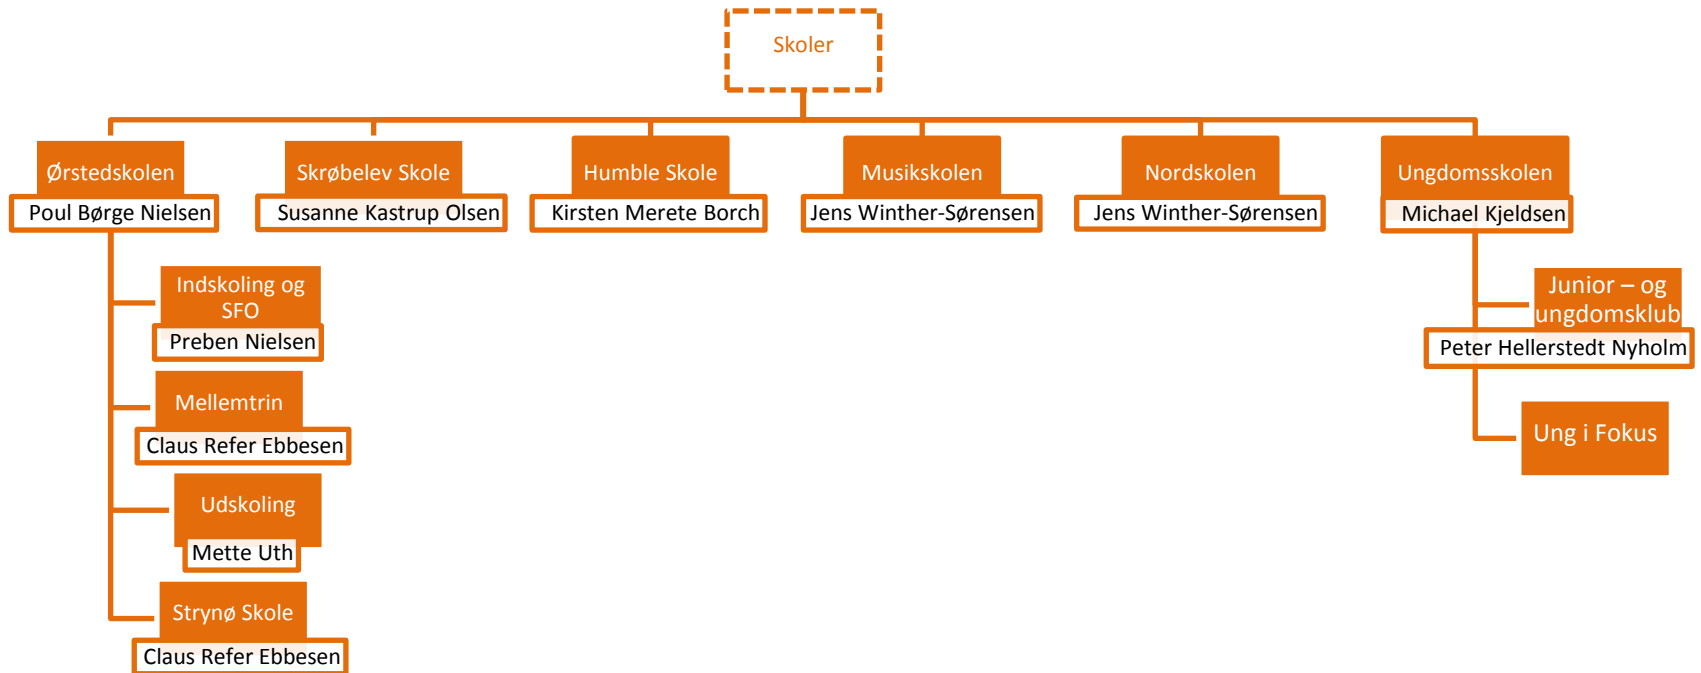 Skoler
Ørstedskolen
Poul Børge Nielsen
Skrøbelev Skole
Susanne Kastrup Olsen
Humble Skole
Kirsten Merete Borch
Musikskolen
Jens Winther-Sørensen
Nordskolen
Jens Winther-Sørensen
Ungdomsskolen
Michael Kjeldsen
Indskoling og
SFO
Preben Nielsen
Mellemtrin
Claus Refer Ebbesen
Udskoling
Mette Uth
Strynø Skole
Claus Refer Ebbesen
Junior – og
ungdomsklub
Peter Hellerstedt Nyholm
Ung i Fokus